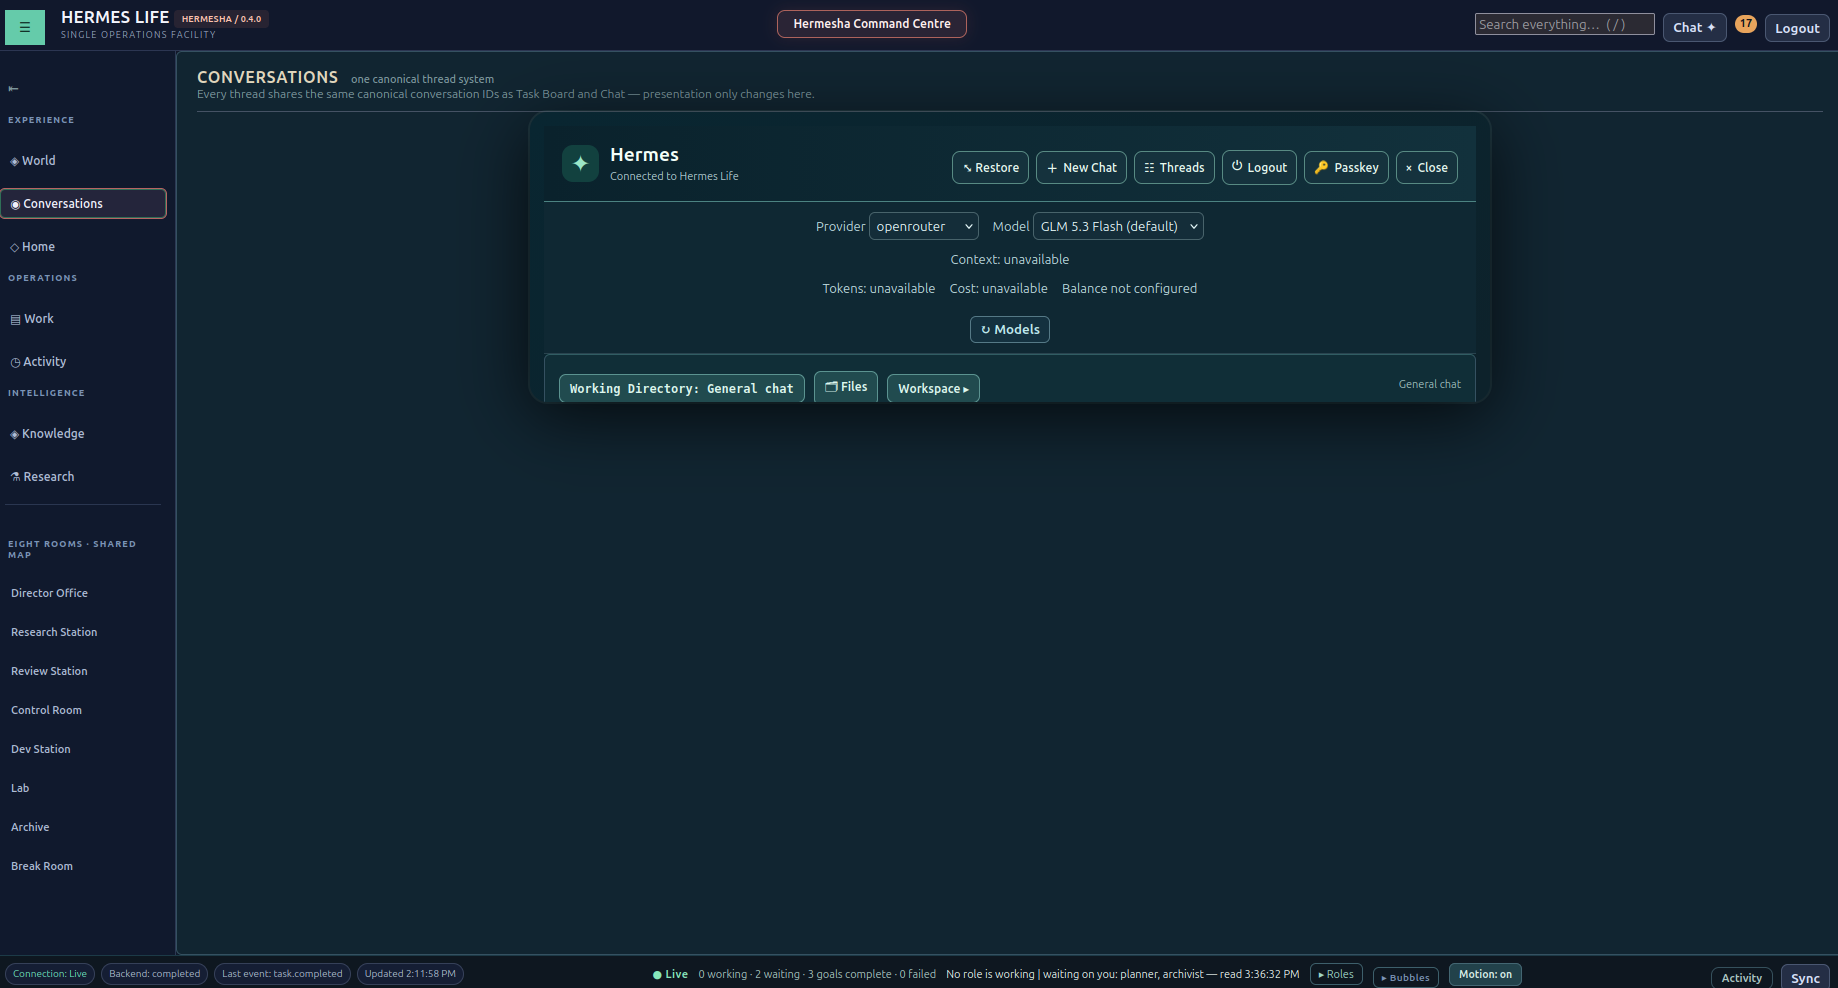 ☰
HERMES LIFE HERMESHA / 0.4.0
SINGLE OPERATIONS FACILITY
Hermesha Command Centre
Search everything... ( / )
Chat ✦
17
Logout
⇤
EXPERIENCE
◈ World
◉ Conversations
◇ Home
OPERATIONS
▤ Work
◷ Activity
INTELLIGENCE
◈ Knowledge
⚗ Research
EIGHT ROOMS · SHARED
MAP
Director Office
Research Station
Review Station
Control Room
Dev Station
Lab
Archive
Break Room
CONVERSATIONS one canonical thread system
Every thread shares the same canonical conversation IDs as Task Board and Chat — presentation only changes here.
✦
Hermes
Connected to Hermes Life
⤡ Restore
＋ New Chat
☷ Threads
⏻ Logout
🔑 Passkey
× Close
Provider openrouter Model GLM 5.3 Flash (default)
Context: unavailable
Tokens: unavailable Cost: unavailable Balance not configured
↻ Models
Working Directory: General chat
🗂 Files
Workspace ▸
General chat
Connection: Live
Backend: completed
Last event: task.completed
Updated 2:11:58 PM
● Live 0 working · 2 waiting · 3 goals complete · 0 failed No role is working | waiting on you: planner, archivist — read 3:36:32 PM
▸ Roles
▸ Bubbles
Motion: on
Activity
Sync